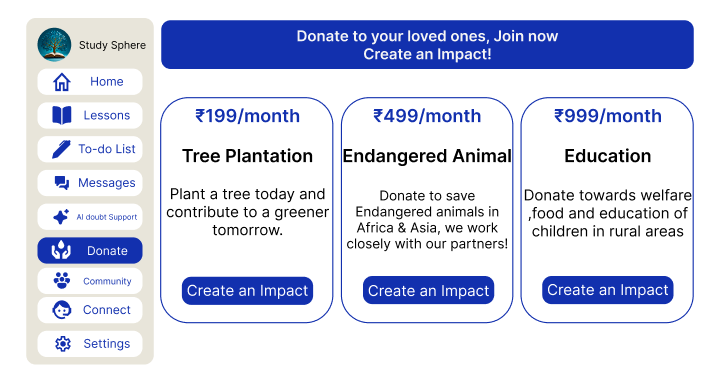 Study Sphere
Home
Lessons
To-do List
Messages
AI doubt Support
Donate
Community
Connect
Settings
Donate to your loved ones, Join now
Create an Impact!
₹199/month
Tree Plantation
Plant a tree today and
contribute to a greener
tomorrow.
Create an Impact
₹499/month
Endangered Animal
Donate to save
Endangered animals in
Africa & Asia, we work
closely with our partners!
Create an Impact
₹999/month
Education
Donate towards welfare
,food and education of
children in rural areas
Create an Impact